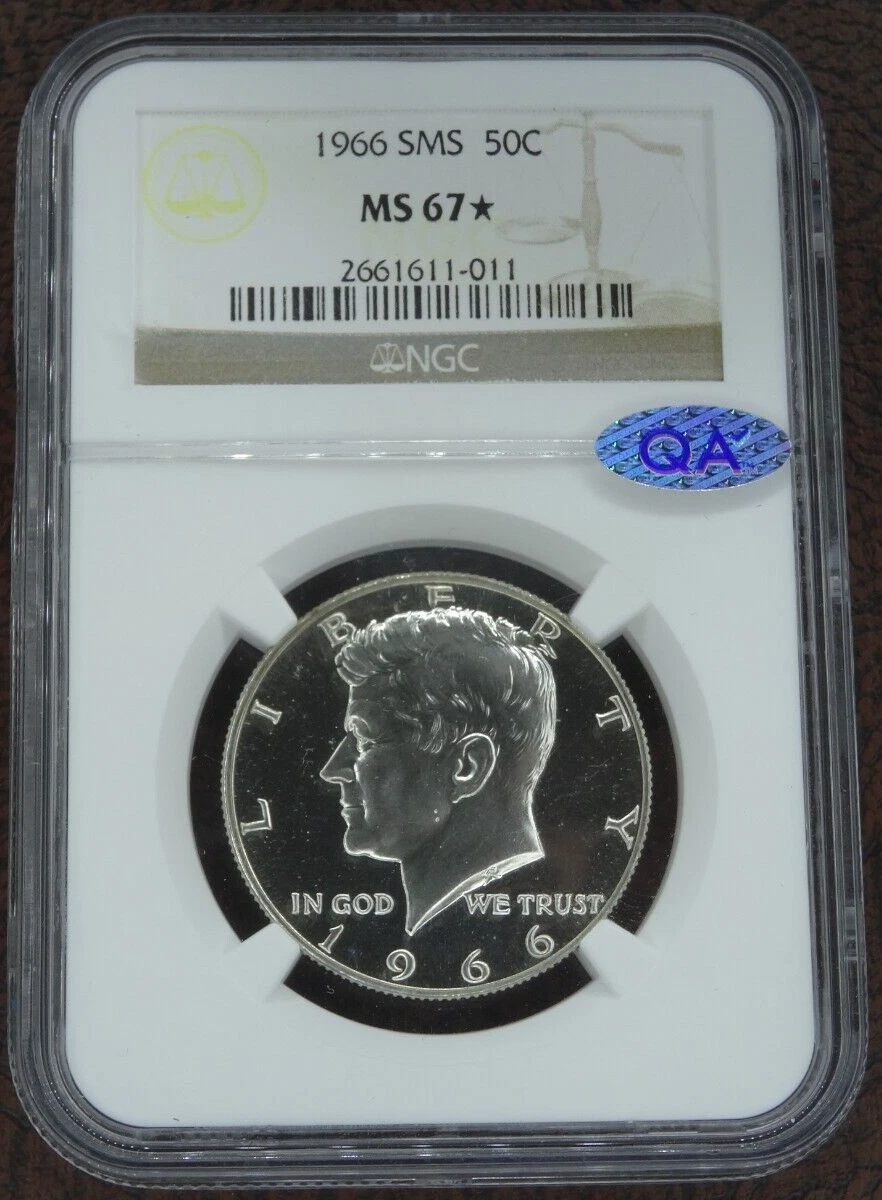 1966 SMS 50C
MS 67★
2661611-011
NGC
QA
LIBERTY
IN GOD WE TRUST
1966